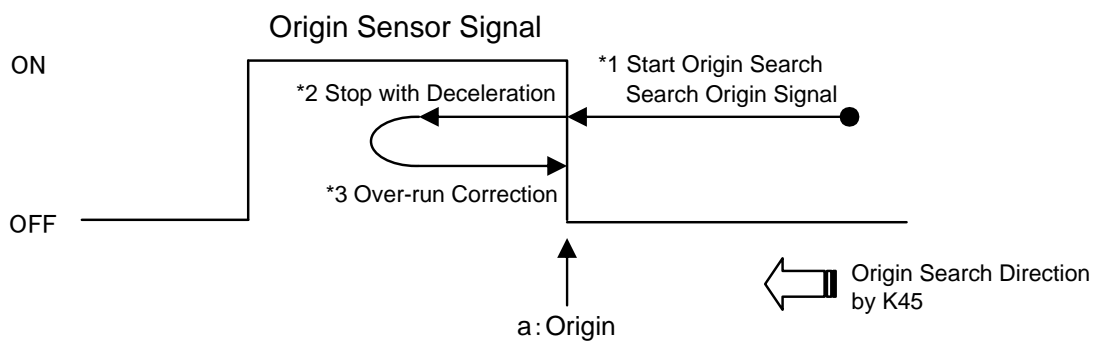 Origin Sensor Signal
ON
*1 Start Origin Search
Search Origin Signal
*2 Stop with Deceleration
*3 Over-run Correction
OFF
Origin Search Direction
by K45
a:Origin